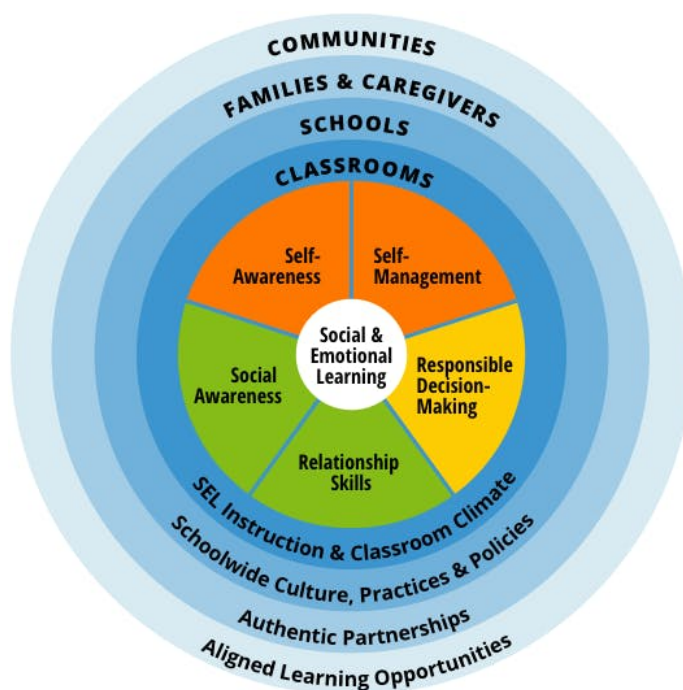 COMMUNITIES
FAMILIES & CAREGIVERS
SCHOOLS
CLASSROOMS
Self-
Awareness
Self-
Management
Social &
Emotional
Learning
Social
Awareness
Responsible
Decision-
Making
Relationship
Skills
SEL Instruction & Classroom Climate
Schoolwide Culture, Practices & Policies
Authentic Partnerships
Aligned Learning Opportunities